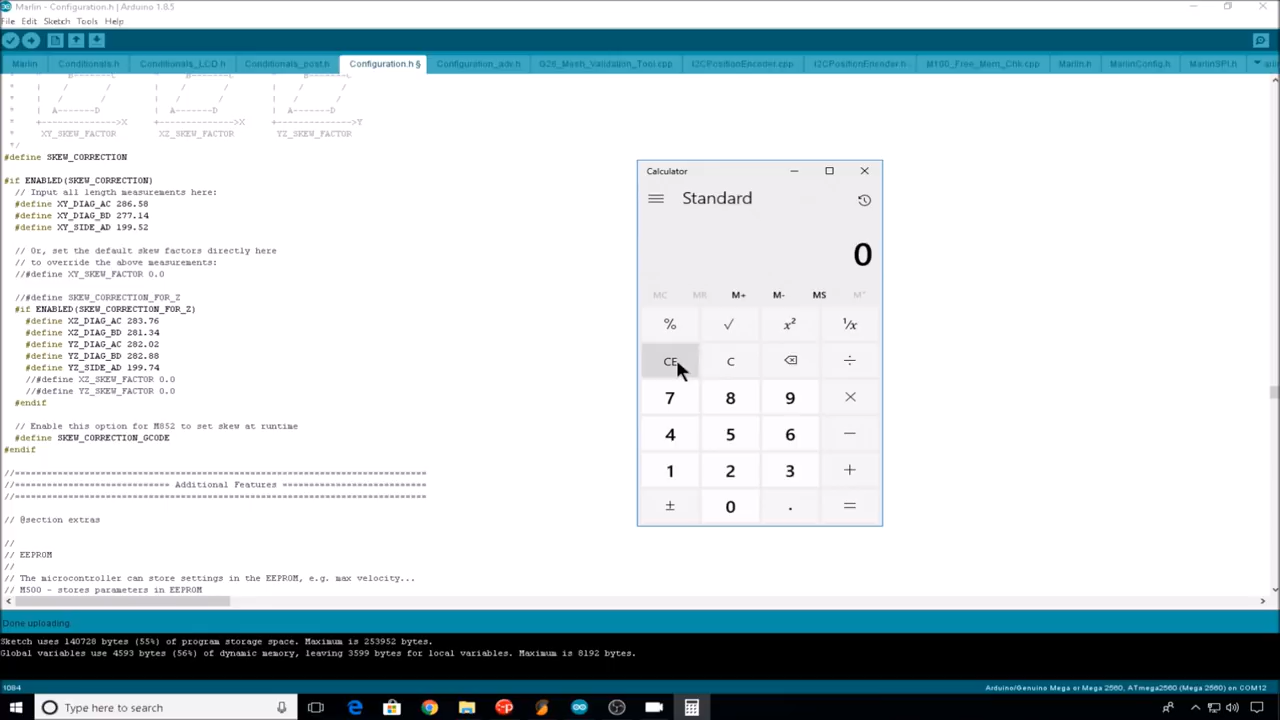 Marlin - Configuration.h | Arduino 1.8.5
File Edit Sketch Tools Help
Marlin Conditionals.h Conditionals_LCD.h Conditionals_post.h Configuration.h § Configuration_adv.h G26_Mesh_Validation_Tool.cpp I2CPositionEncoder.cpp I2CPositionEncoder.h M100_Free_Mem_Chk.cpp Marlin.h MarlinConfig.h MarlinSPI.h
* | / / | / / | / / |
* | / / | / / | / / |
* | A-------D | A-------D | A-------D
* +-------------->X +-------------->X +-------------->Y
* XY_SKEW_FACTOR XZ_SKEW_FACTOR YZ_SKEW_FACTOR
*/
#define SKEW_CORRECTION
#if ENABLED(SKEW_CORRECTION)
// Input all length measurements here:
#define XY_DIAG_AC 286.58
#define XY_DIAG_BD 277.14
#define XY_SIDE_AD 199.52
// Or, set the default skew factors directly here
// to override the above measurements:
//#define XY_SKEW_FACTOR 0.0
//#define SKEW_CORRECTION_FOR_Z
#if ENABLED(SKEW_CORRECTION_FOR_Z)
#define XZ_DIAG_AC 283.76
#define XZ_DIAG_BD 281.34
#define YZ_DIAG_AC 282.02
#define YZ_DIAG_BD 282.88
#define YZ_SIDE_AD 199.74
//#define XZ_SKEW_FACTOR 0.0
//#define YZ_SKEW_FACTOR 0.0
#endif
// Enable this option for M852 to set skew at runtime
#define SKEW_CORRECTION_GCODE
#endif
//===========================================================================
//============================= Additional Features ===========================
//===========================================================================
// @section extras
//
// EEPROM
//
// The microcontroller can store settings in the EEPROM, e.g. max velocity...
// M500 - stores parameters in EEPROM
Calculator
Standard
0
MC MR M+ M- MS M˅
% √ x² ¹/x
CE C ÷
7 8 9 ×
4 5 6 −
1 2 3 +
± 0 . =
Done uploading.
Sketch uses 140728 bytes (55%) of program storage space. Maximum is 253952 bytes.
Global variables use 4593 bytes (56%) of dynamic memory, leaving 3599 bytes for local variables. Maximum is 8192 bytes.
1084 Arduino/Genuino Mega or Mega 2560, ATmega2560 (Mega 2560) on COM12
Type here to search